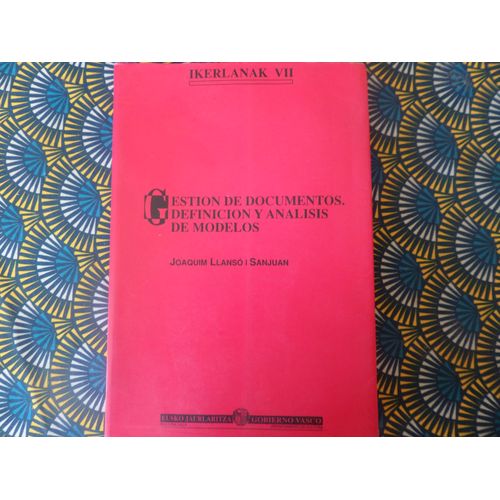 IKERLANAK VII
GESTION DE DOCUMENTOS.
DEFINICION Y ANALISIS
DE MODELOS
JOAQUIM LLANSÓ I SANJUAN
EUSKO JAURLARITZA GOBIERNO VASCO